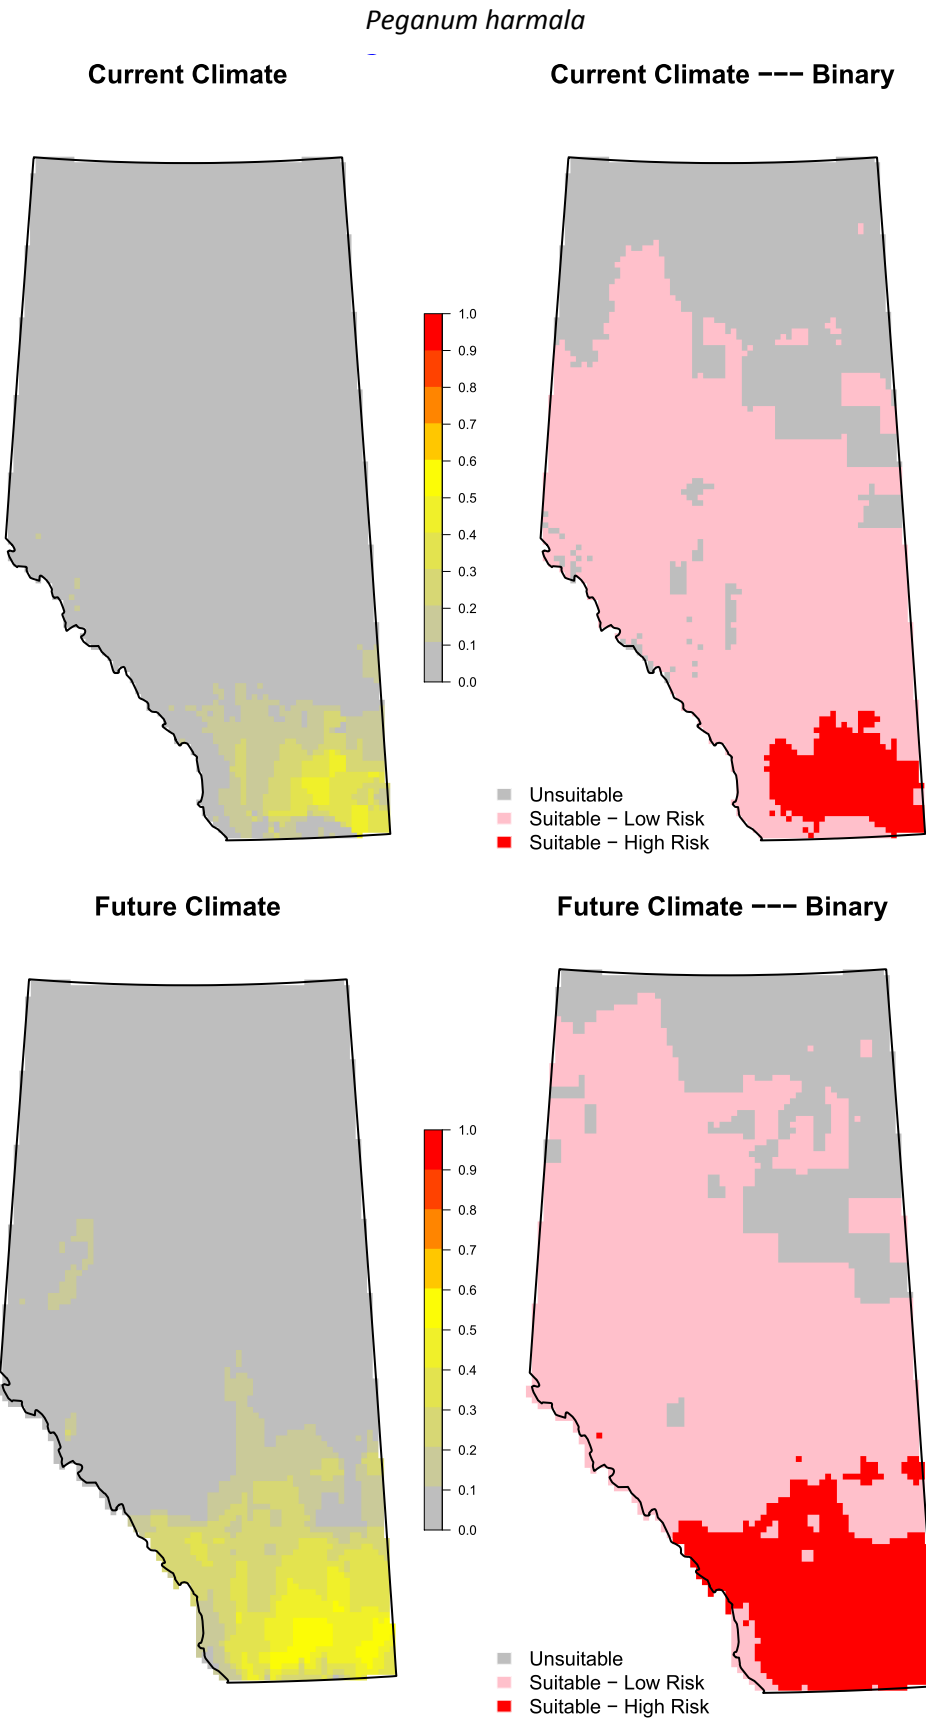 Peganum harmala
Current Climate
Current Climate −−− Binary
1.0
0.9
0.8
0.7
0.6
0.5
0.4
0.3
0.2
0.1
0.0
Unsuitable
Suitable − Low Risk
Suitable − High Risk
Future Climate
Future Climate −−− Binary
1.0
0.9
0.8
0.7
0.6
0.5
0.4
0.3
0.2
0.1
0.0
Unsuitable
Suitable − Low Risk
Suitable − High Risk